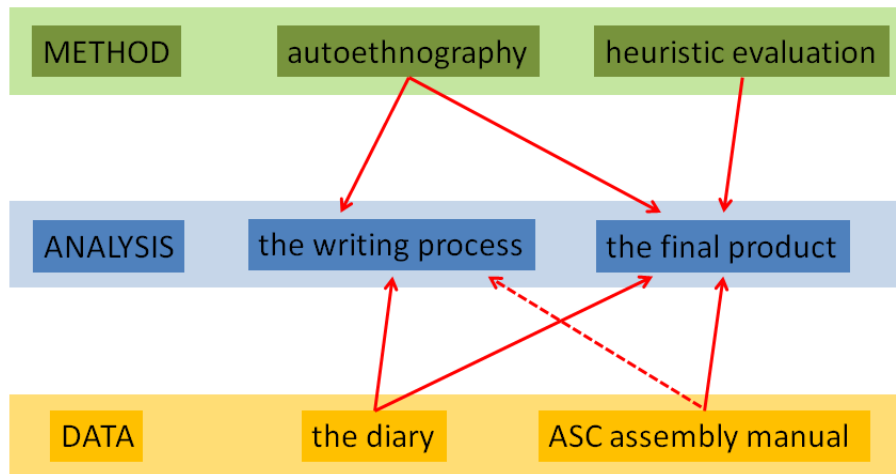 METHOD autoethnography heuristic evaluation
ANALYSIS the writing process the final product
DATA the diary ASC assembly manual